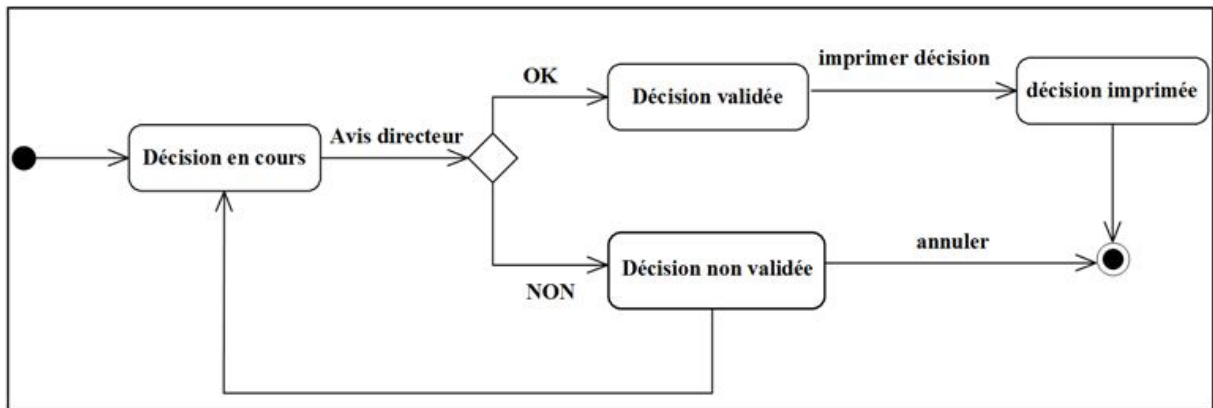 OK
imprimer décision
Décision validée
décision imprimée
Avis directeur
Décision en cours
annuler
Décision non validée
NON